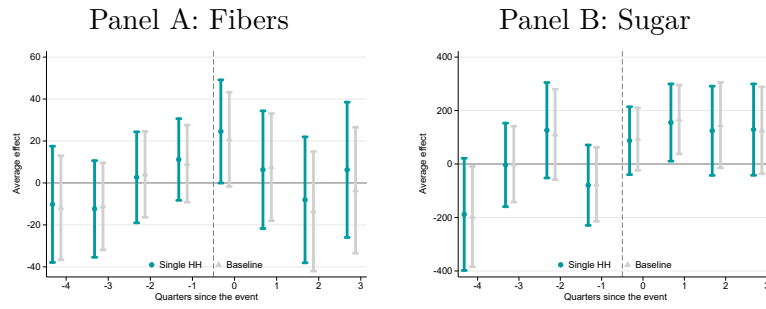 Panel A: Fibers
60
40
20
0
-20
-40
Average effect
Single HH Baseline
-4 -3 -2 -1 0 1 2 3
Quarters since the event
Panel B: Sugar
400
200
0
-200
-400
Average effect
Single HH Baseline
-4 -3 -2 -1 0 1 2 3
Quarters since the event